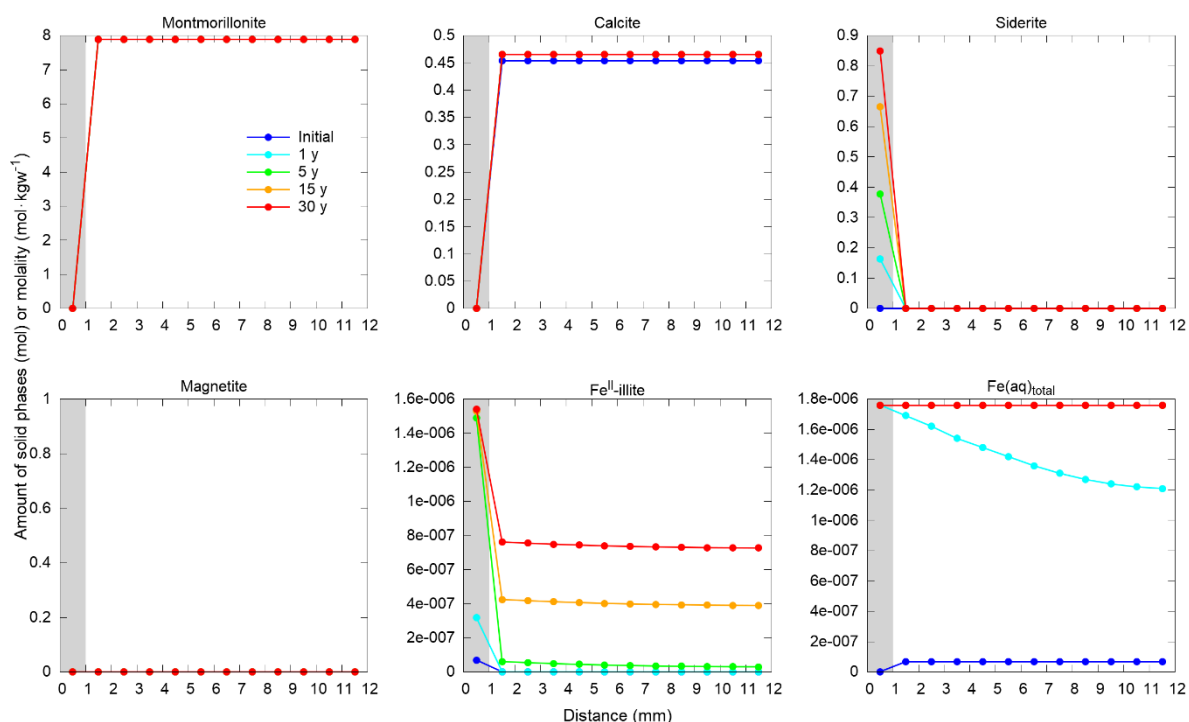 Montmorillonite
Calcite
Siderite
8
7
6
5
4
3
2
1
0
0 1 2 3 4 5 6 7 8 9 10 11 12
Initial
1 y
5 y
15 y
30 y
0.5
0.45
0.4
0.35
0.3
0.25
0.2
0.15
0.1
0.05
0
0 1 2 3 4 5 6 7 8 9 10 11 12
0.9
0.8
0.7
0.6
0.5
0.4
0.3
0.2
0.1
0
0 1 2 3 4 5 6 7 8 9 10 11 12
Amount of solid phases (mol) or molality (mol·kgw⁻¹)
Magnetite
Feᴵᴵ-illite
Fe(aq)total
1
0.8
0.6
0.4
0.2
0
0 1 2 3 4 5 6 7 8 9 10 11 12
1.6e-006
1.4e-006
1.2e-006
1e-006
8e-007
6e-007
4e-007
2e-007
0
0 1 2 3 4 5 6 7 8 9 10 11 12
1.8e-006
1.6e-006
1.4e-006
1.2e-006
1e-006
8e-007
6e-007
4e-007
2e-007
0
0 1 2 3 4 5 6 7 8 9 10 11 12
Distance (mm)